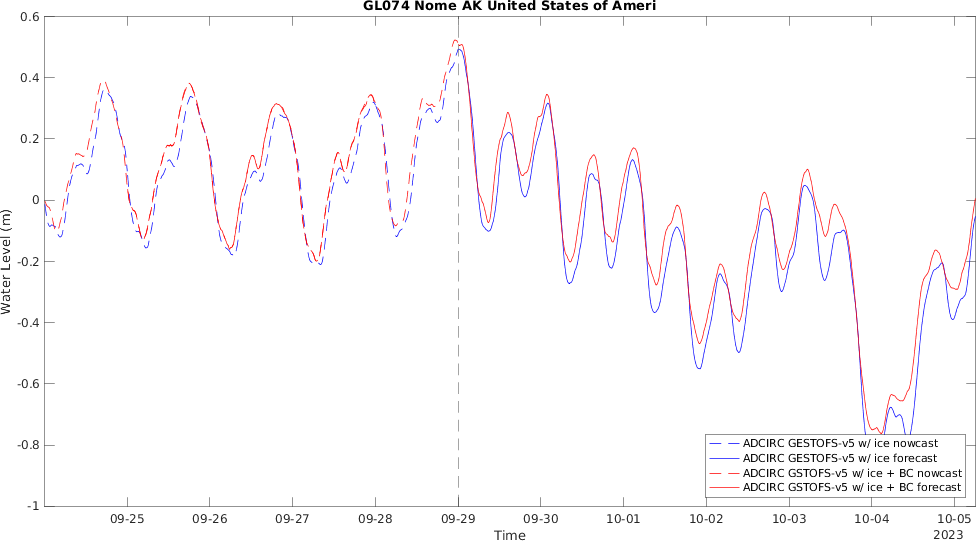 GL074 Nome AK United States of Ameri
0.6
0.4
0.2
0
-0.2
-0.4
-0.6
-0.8
-1
Water Level (m)
ADCIRC GESTOFS-v5 w/ ice nowcast
ADCIRC GESTOFS-v5 w/ ice forecast
ADCIRC GSTOFS-v5 w/ ice + BC nowcast
ADCIRC GSTOFS-v5 w/ ice + BC forecast
09-25 09-26 09-27 09-28 09-29 09-30 10-01 10-02 10-03 10-04 10-05
Time
2023